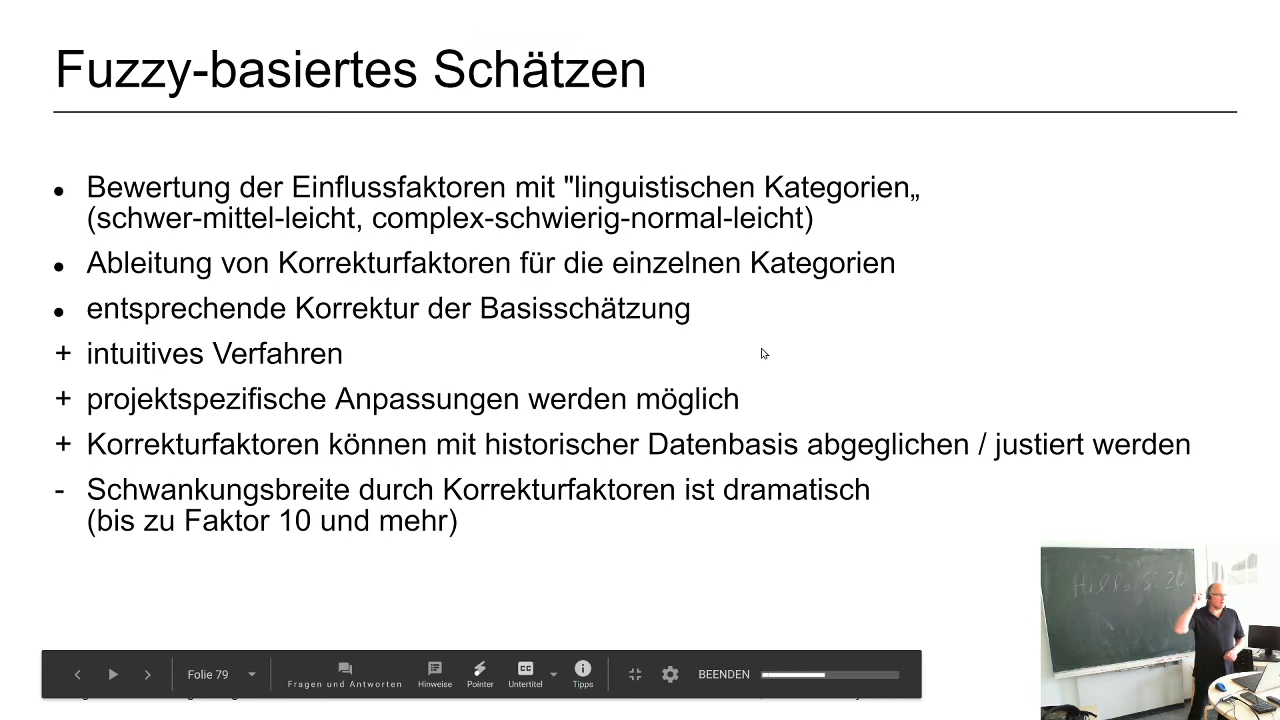 Fuzzy-basiertes Schätzen
● Bewertung der Einflussfaktoren mit "linguistischen Kategorien„
(schwer-mittel-leicht, complex-schwierig-normal-leicht)
● Ableitung von Korrekturfaktoren für die einzelnen Kategorien
● entsprechende Korrektur der Basisschätzung
+ intuitives Verfahren
+ projektspezifische Anpassungen werden möglich
+ Korrekturfaktoren können mit historischer Datenbasis abgeglichen / justiert werden
- Schwankungsbreite durch Korrekturfaktoren ist dramatisch
(bis zu Faktor 10 und mehr)
Hello
Folie 79
Fragen und Antworten
Hinweise
Pointer
CC
Untertitel
Tipps
BEENDEN